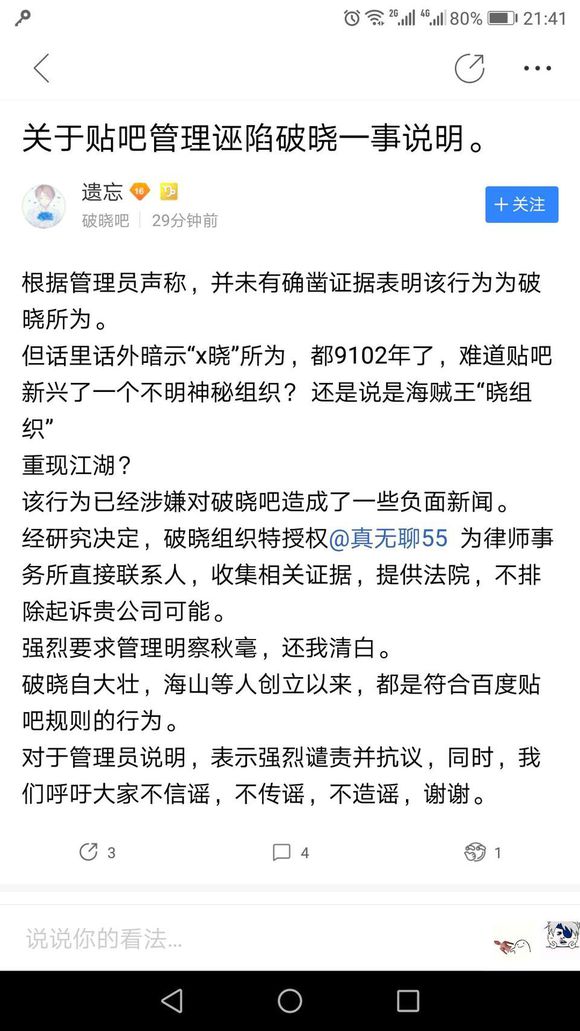 2G 4G 80% 21:41
关于贴吧管理诬陷破晓一事说明。
遗忘 16
+ 关注
破晓吧 29分钟前
根据管理员声称，并未有确凿证据表明该行为为破
晓所为。
但话里话外暗示“x晓”所为，都9102年了，难道贴吧
新兴了一个不明神秘组织？ 还是说是海贼王“晓组
织”
重现江湖？
该行为已经涉嫌对破晓吧造成了一些负面新闻。
经研究决定，破晓组织特授权@真无聊55 为律师事
务所直接联系人，收集相关证据，提供法院，不排
除起诉贵公司可能。
强烈要求管理明察秋毫，还我清白。
破晓自大壮，海山等人创立以来，都是符合百度贴
吧规则的行为。
对于管理员说明，表示强烈谴责并抗议，同时，我
们呼吁大家不信谣，不传谣，不造谣，谢谢。
3 4 1
说说你的看法...